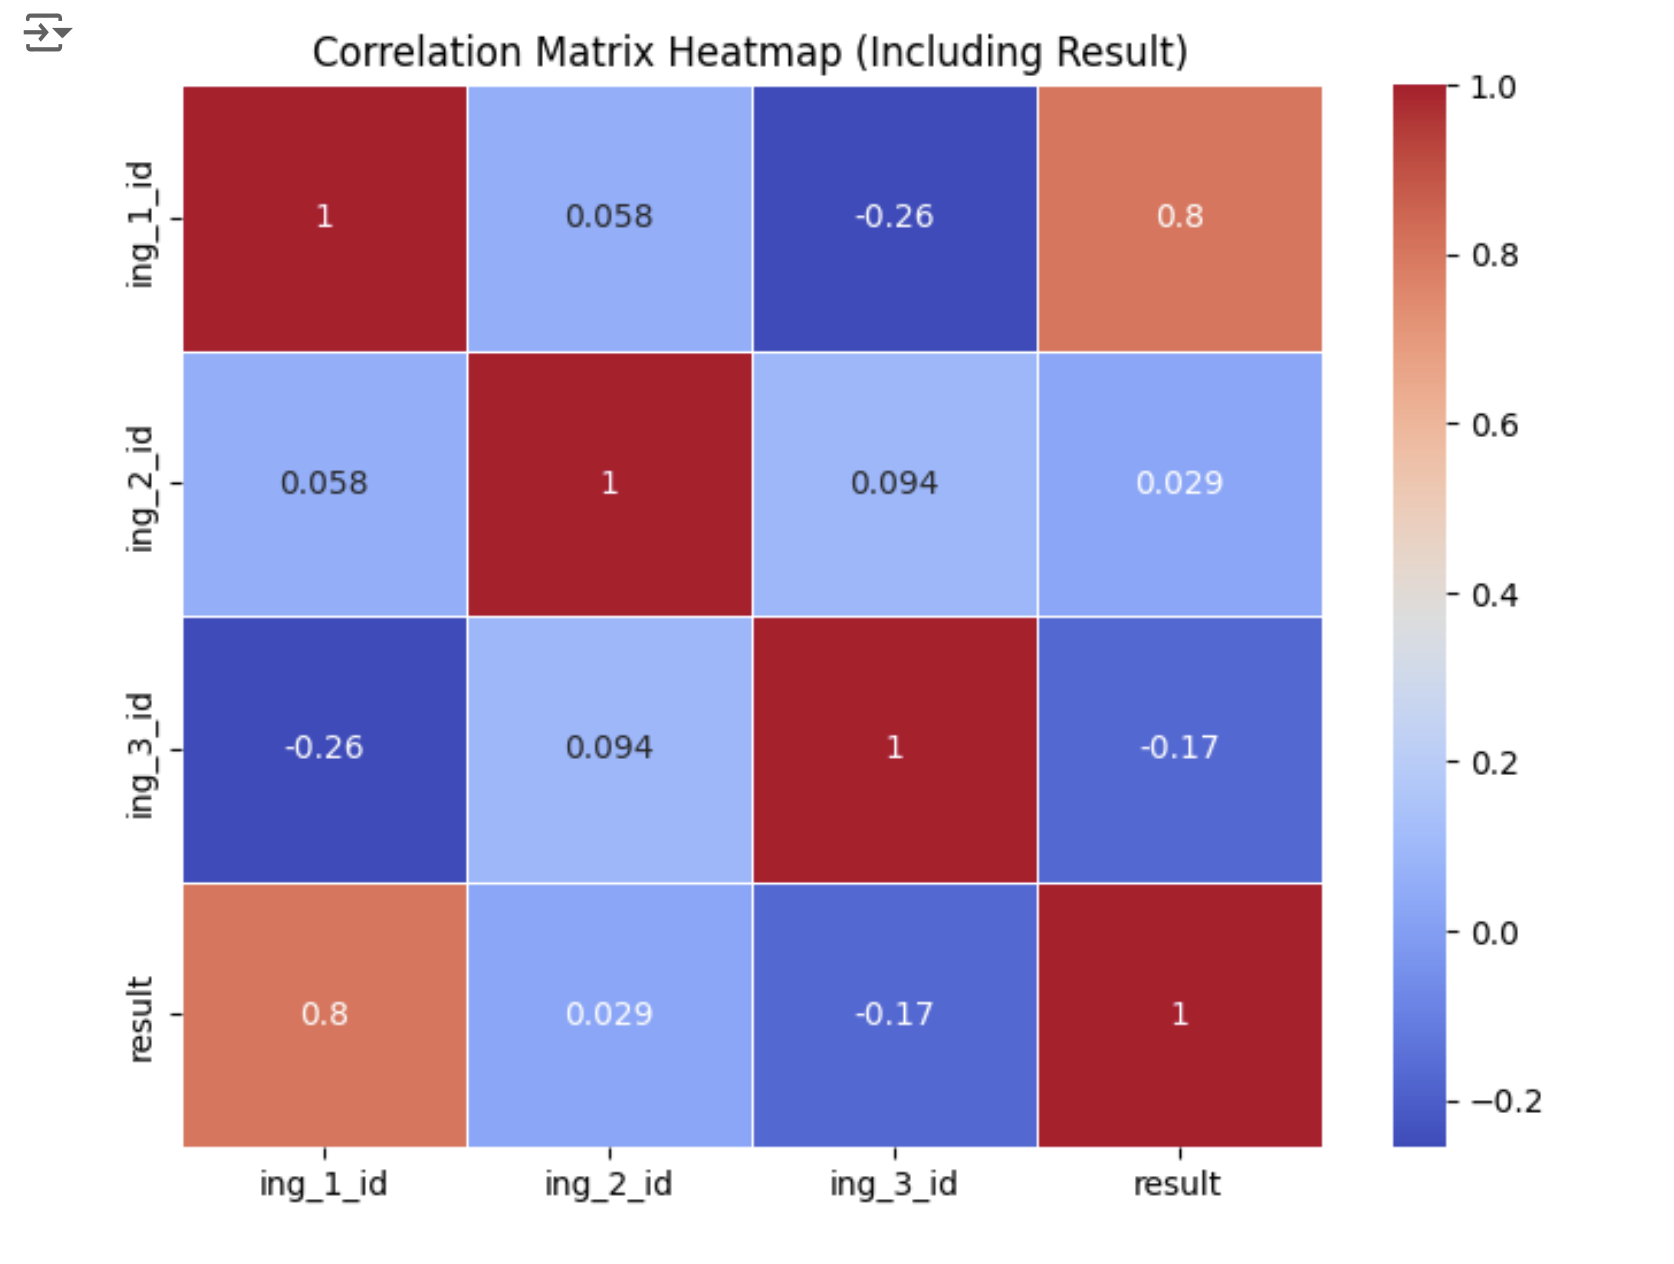 Correlation Matrix Heatmap (Including Result)
ing_1_id
1
0.058
-0.26
0.8
ing_2_id
0.058
1
0.094
0.029
ing_3_id
-0.26
0.094
1
-0.17
result
0.8
0.029
-0.17
1
ing_1_id
ing_2_id
ing_3_id
result
1.0
0.8
0.6
0.4
0.2
0.0
−0.2